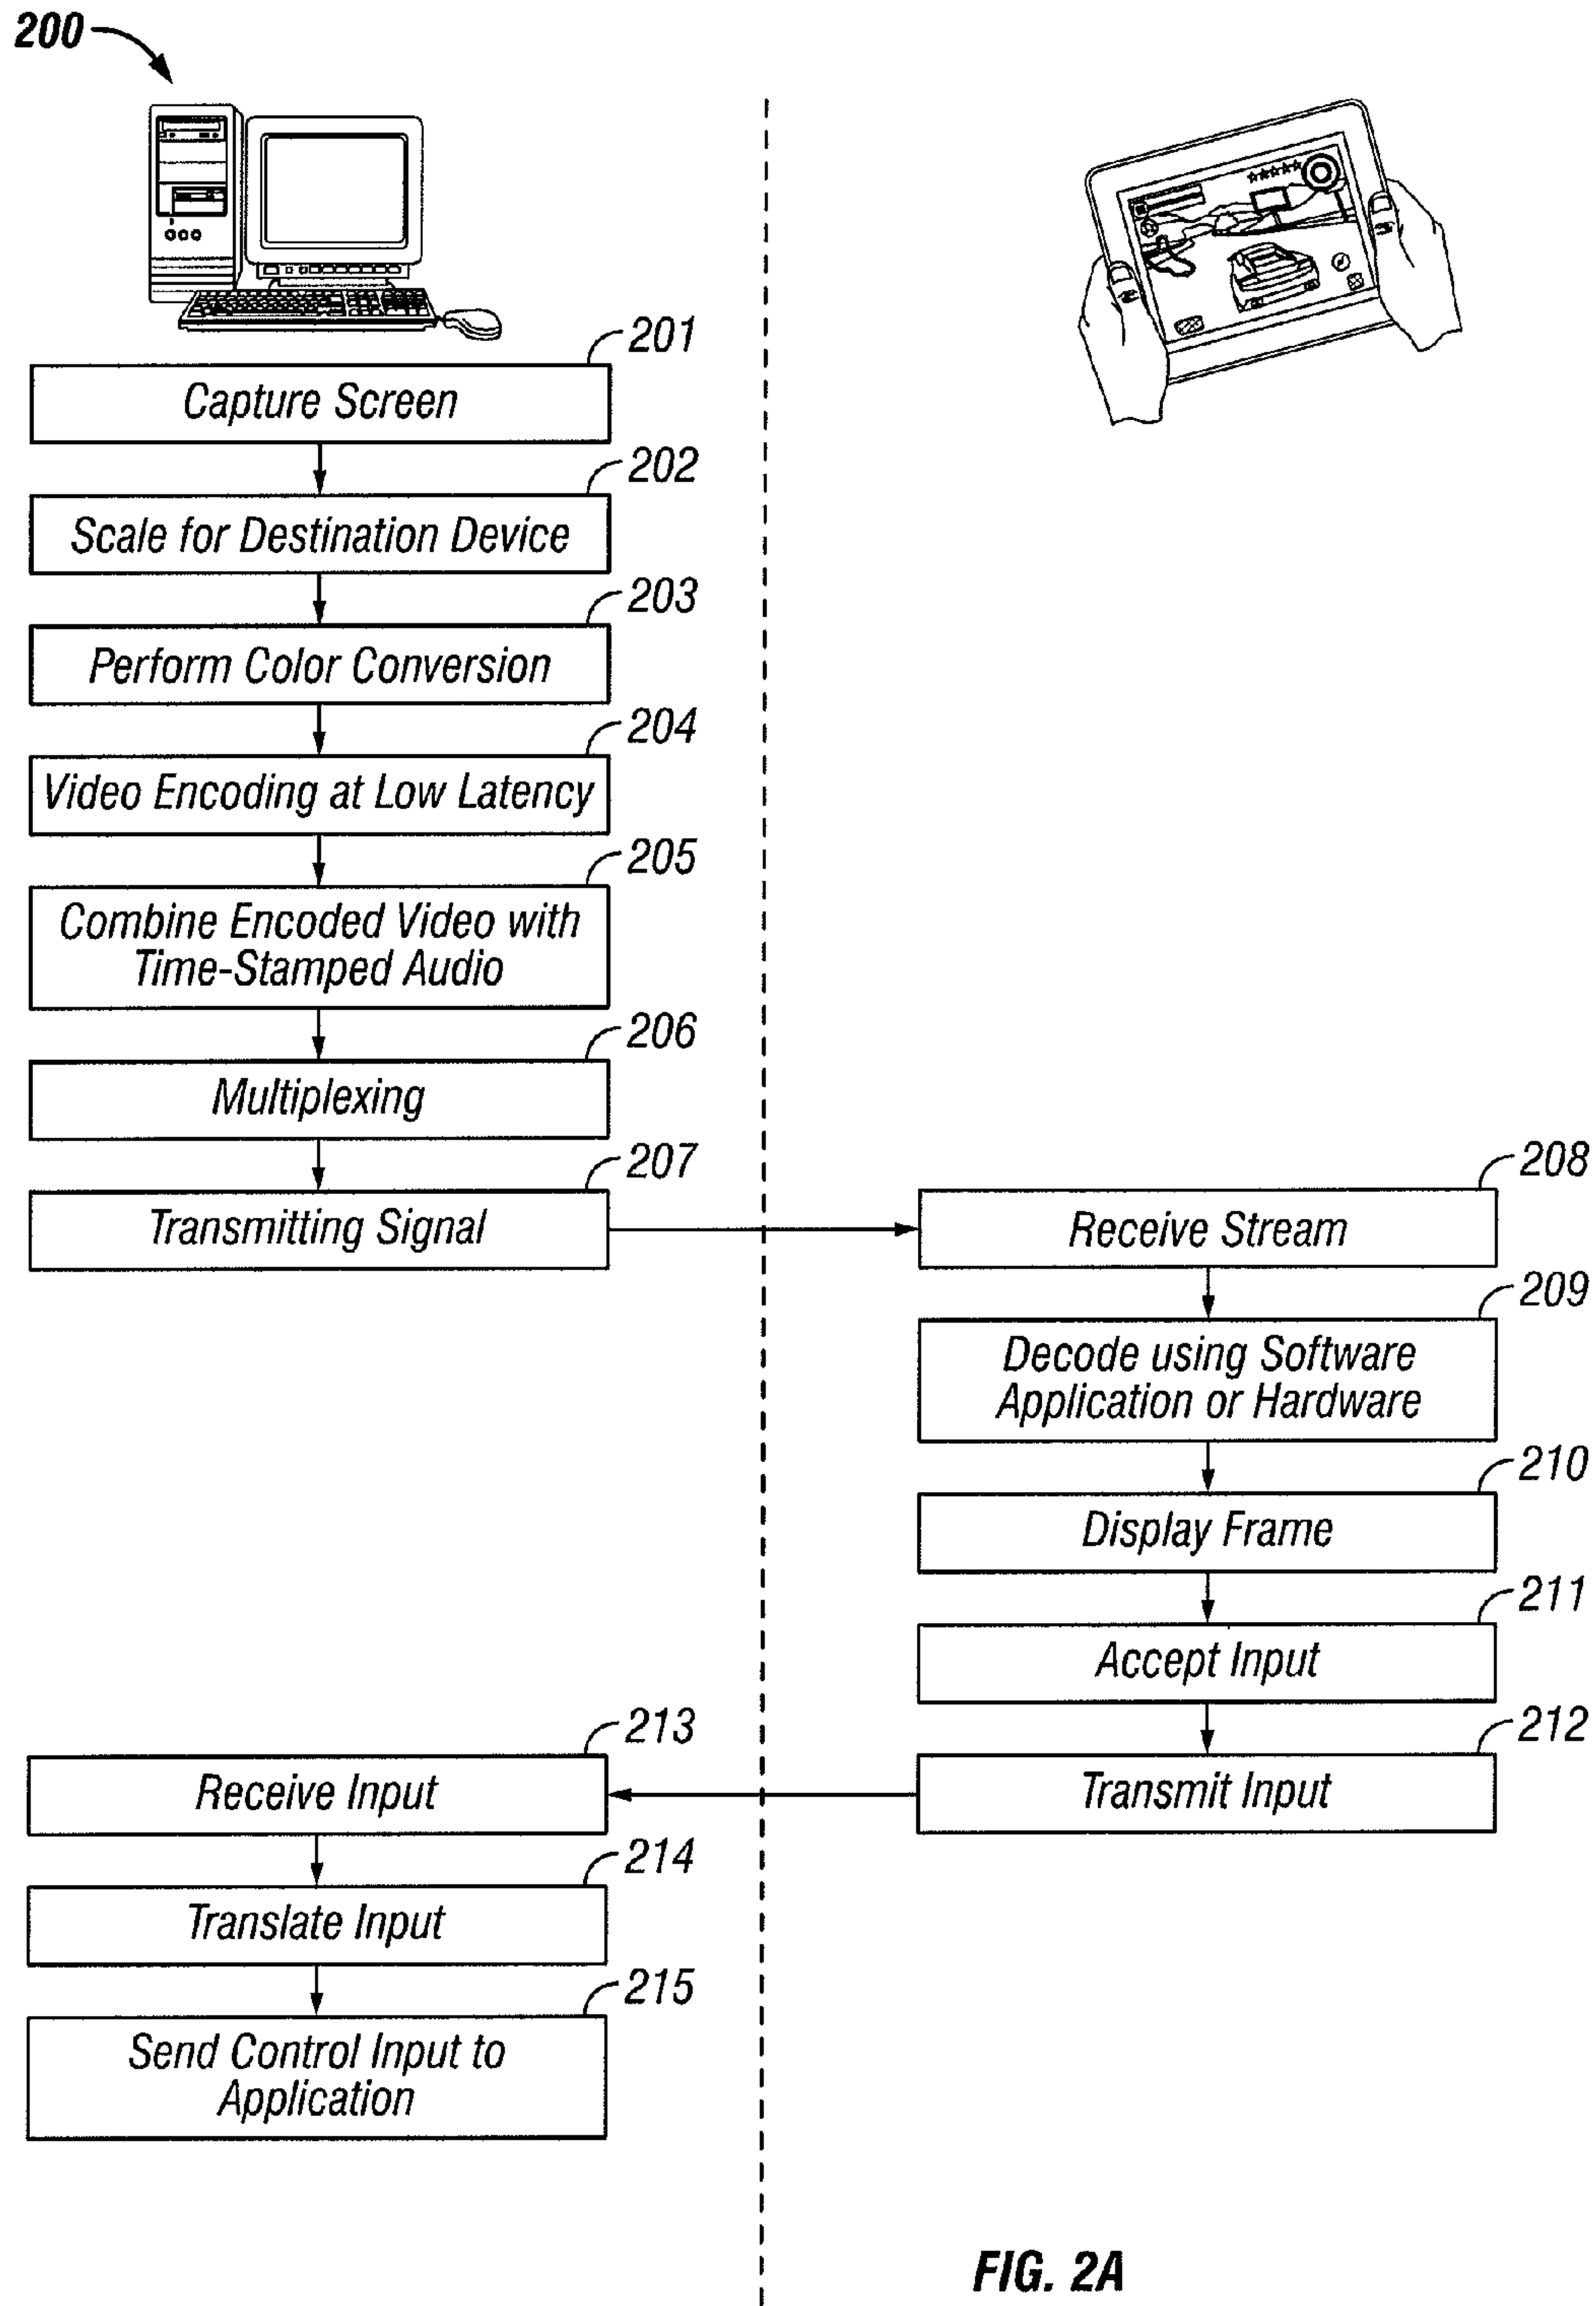 200
201
Capture Screen
202
Scale for Destination Device
203
Perform Color Conversion
204
Video Encoding at Low Latency
205
Combine Encoded Video with
Time-Stamped Audio
206
Multiplexing
207
Transmitting Signal
208
Receive Stream
209
Decode using Software
Application or Hardware
210
Display Frame
211
Accept Input
212
Transmit Input
213
Receive Input
214
Translate Input
215
Send Control Input to
Application
FIG. 2A